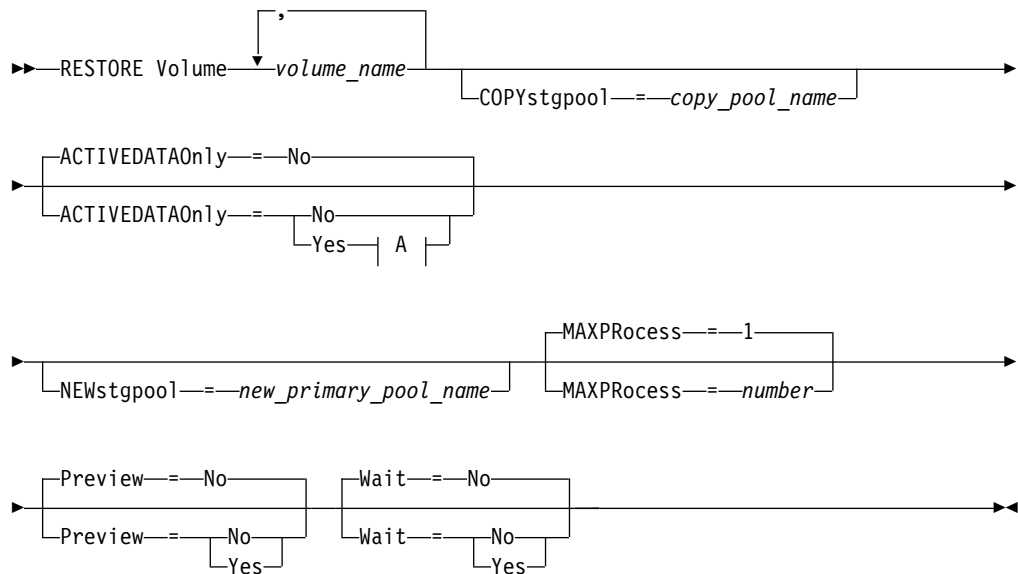 ,
RESTORE Volume volume_name
COPYstgpool = copy_pool_name
ACTIVEDATAOnly = No
ACTIVEDATAOnly = No
Yes A
MAXPRocess = 1
NEWstgpool = new_primary_pool_name MAXPRocess = number
Preview = No Wait = No
Preview = No Wait = No
Yes Yes